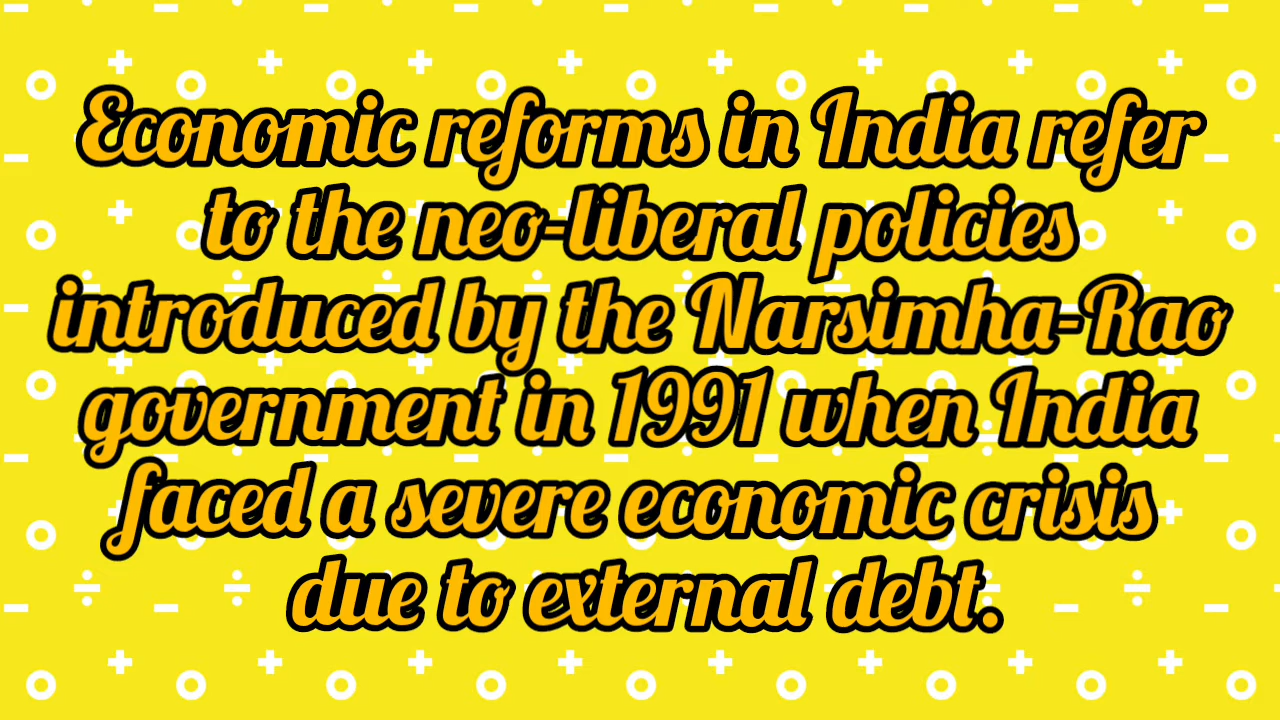 Economic reforms in India refer
to the neo-liberal policies
introduced by the Narsimha-Rao
government in 1991 when India
faced a severe economic crisis
due to external debt.